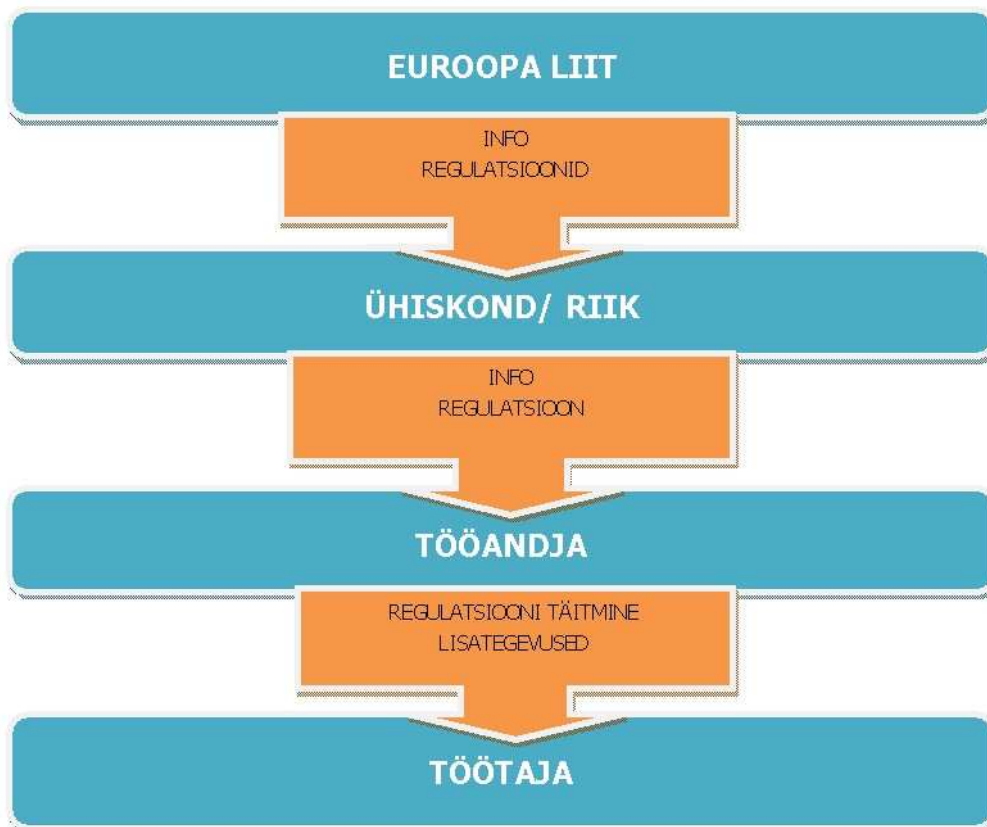 EUROOPA LIIT
INFO
REGULATSIOONID
ÜHISKOND/ RIIK
INFO
REGULATSIOON
TÖÖANDJA
REGULATSIOONI TÄITMINE
LISATEGEVUSED
TÖÖTAJA